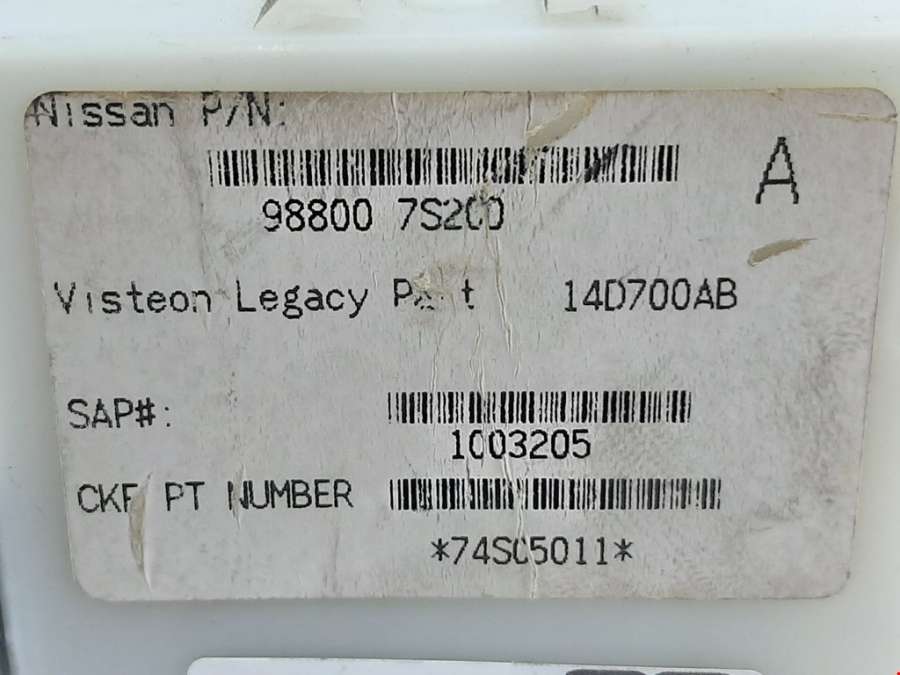 Nissan P/N:
A
98800 7S200
Visteon Legacy Part 14D700AB
SAP#:
1003205
CKF PT NUMBER
*74SC5011*